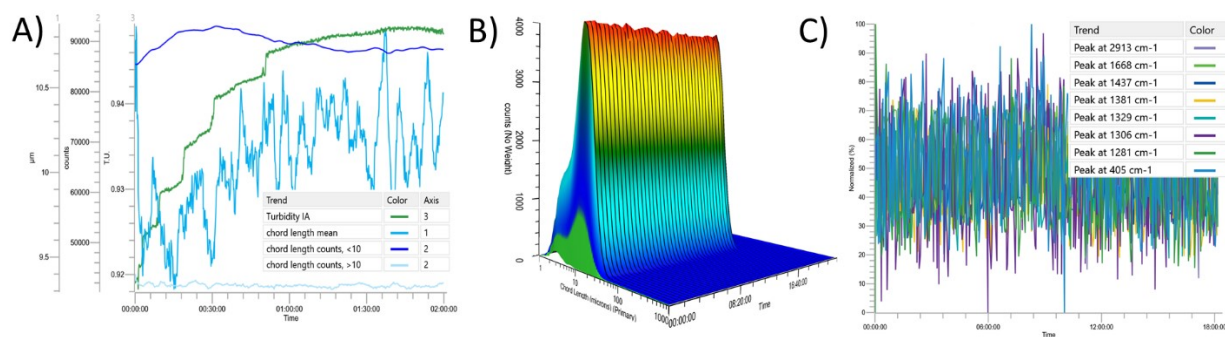 A)
1 2 3
90000
80000
70000
60000
50000
10.5
10
9.5
0.94
0.93
0.92
µm
counts
T.U.
Trend Color Axis
Turbidity IA 3
chord length mean 1
chord length counts, <10 2
chord length counts, >10 2
00:00:00 00:30:00 01:00:00 01:30:00 02:00:00
Time
B)
4000
3000
2000
1000
0
counts (No Weight)
1 10 100 1000
Chord Length (microns) (Primary)
00:00:00 08:20:00 16:40:00
Time
C)
100
90
80
70
60
50
40
30
20
10
0
Normalized (%)
Trend Color
Peak at 2913 cm-1
Peak at 1668 cm-1
Peak at 1437 cm-1
Peak at 1381 cm-1
Peak at 1329 cm-1
Peak at 1306 cm-1
Peak at 1281 cm-1
Peak at 405 cm-1
00:00:00 06:00:00 12:00:00 18:00:00
Time